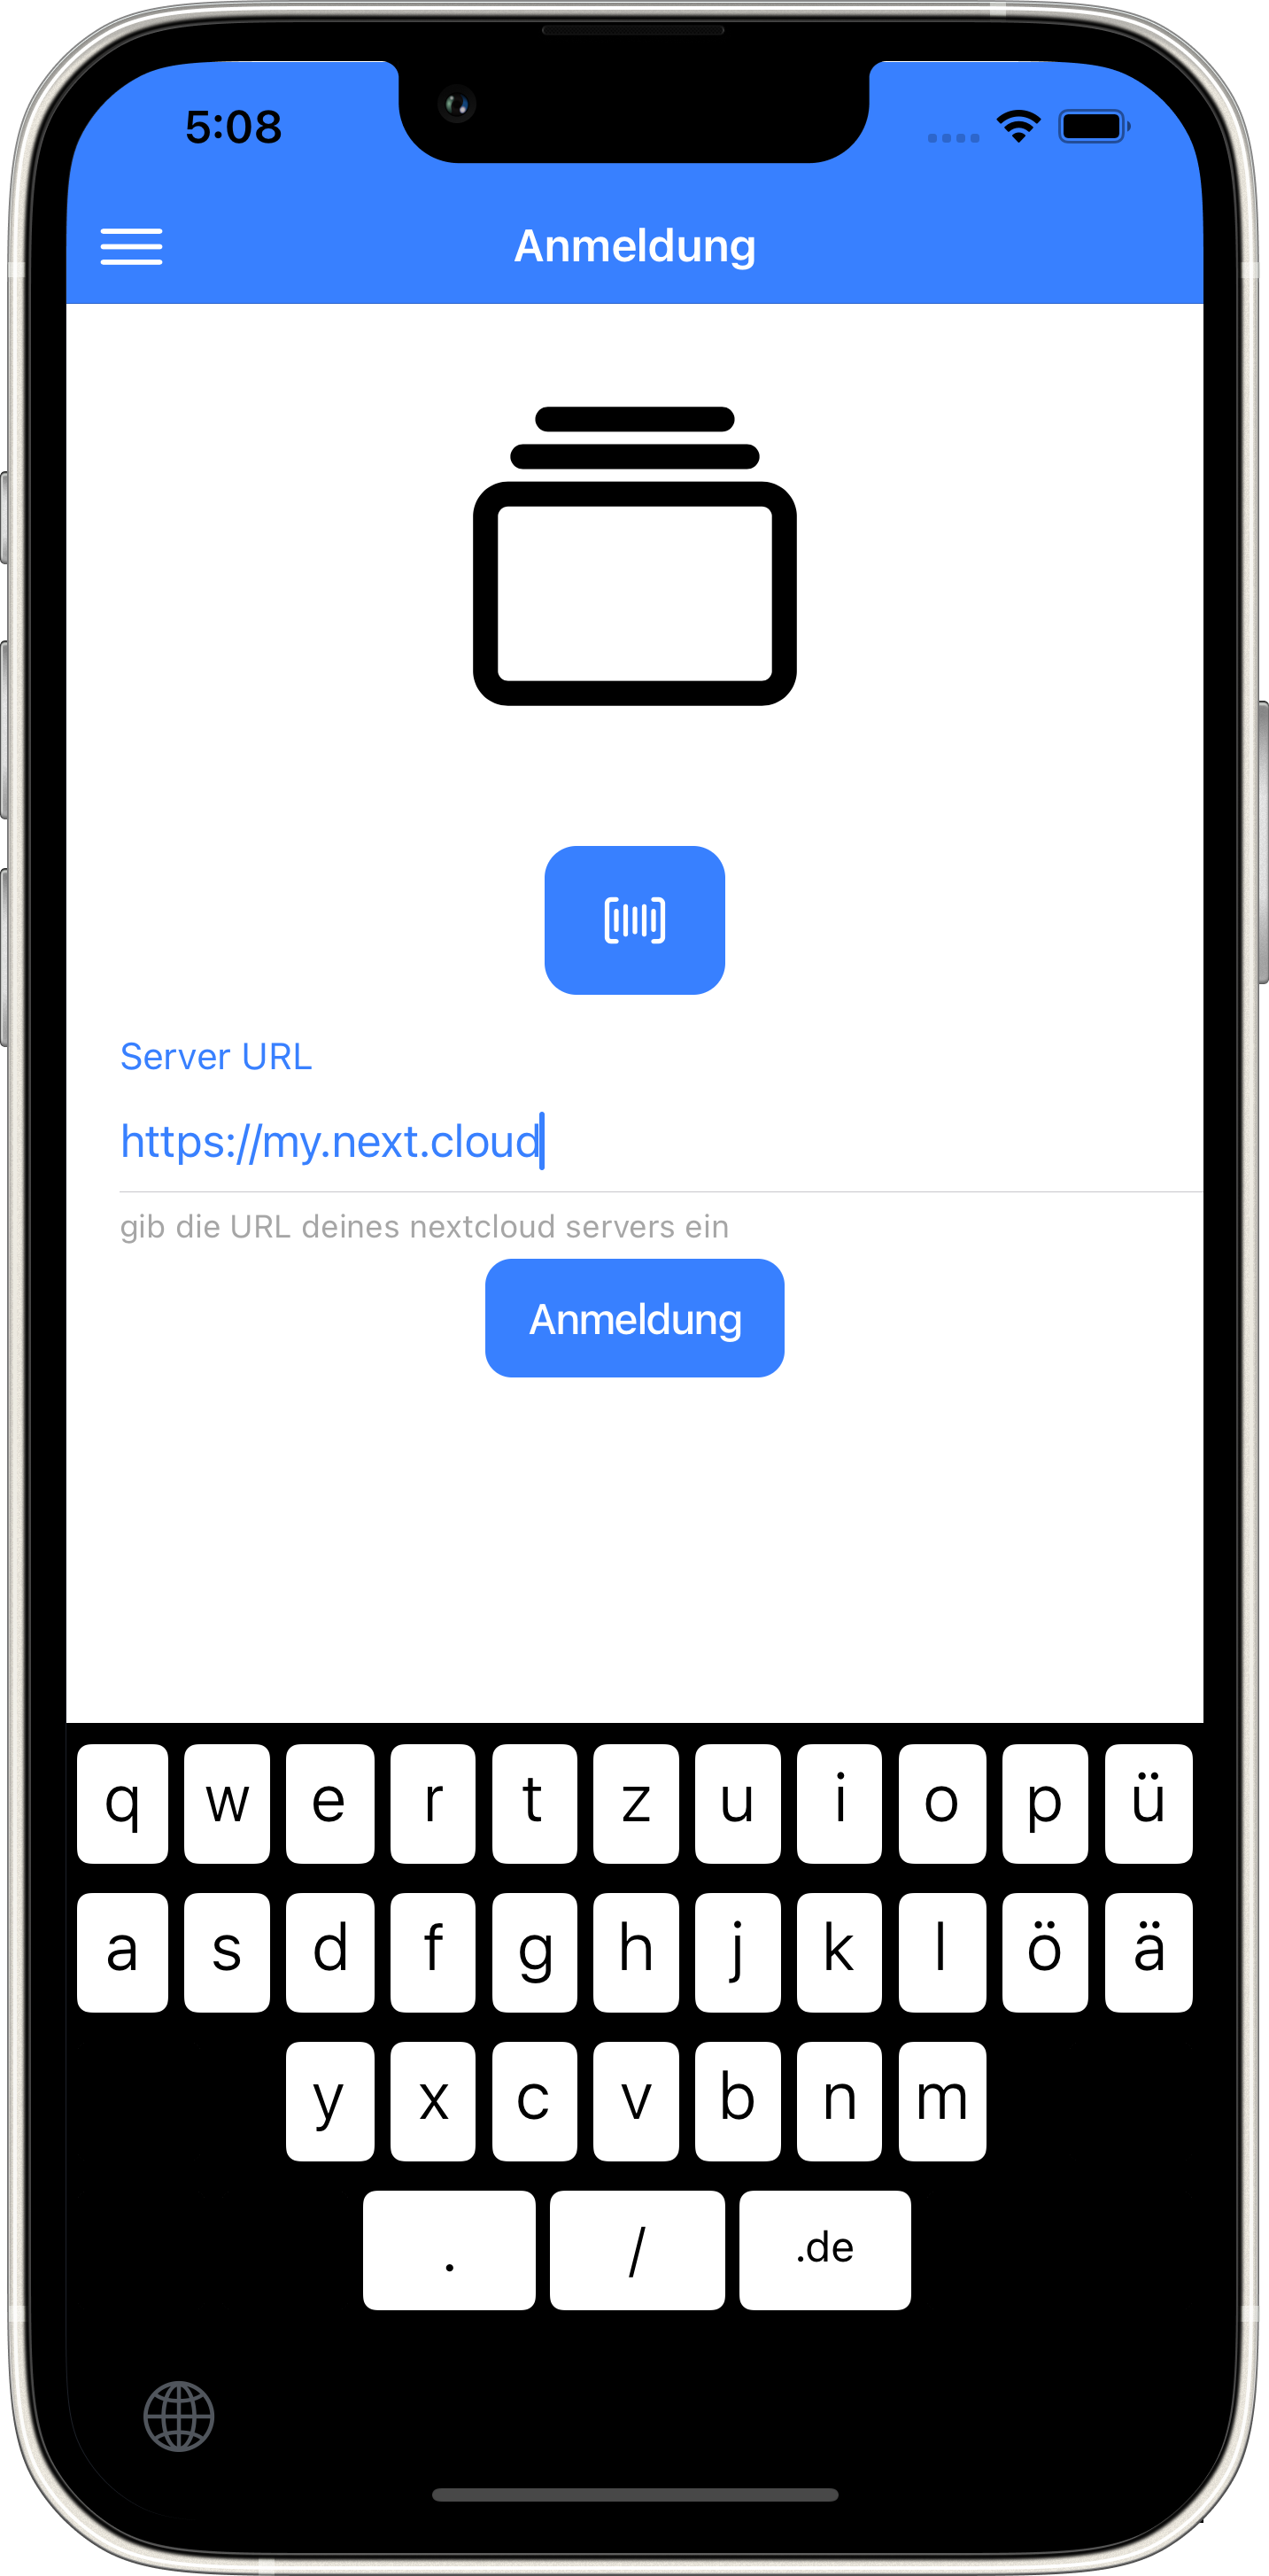 5:08
Anmeldung
Server URL
https://my.next.cloud
gib die URL deines nextcloud servers ein
Anmeldung
q w e r t z u i o p ü
a s d f g h j k l ö ä
y x c v b n m
. / .de